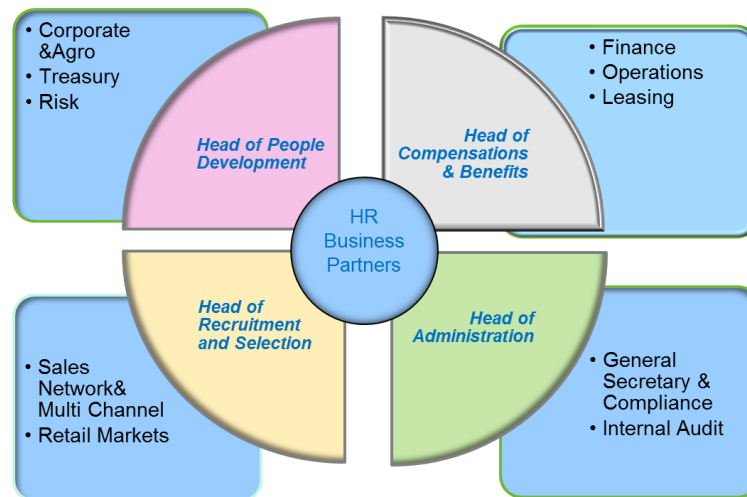 • Corporate
&Agro
• Treasury
• Risk
• Finance
• Operations
• Leasing
Head of People
Development
Head of
Compensations
& Benefits
HR
Business
Partners
Head of
Recruitment
and Selection
Head of
Administration
• Sales
Network&
Multi Channel
• Retail Markets
• General
Secretary &
Compliance
• Internal Audit